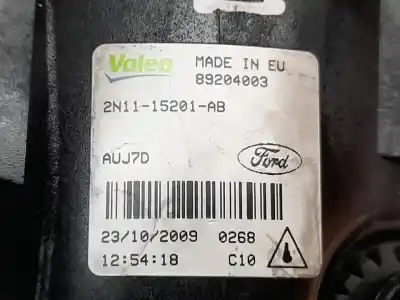 Valeo
MADE IN EU
89204003
2N11-15201-AB
AUJ7D
Ford
23/10/2009 0268
12:54:18 C10